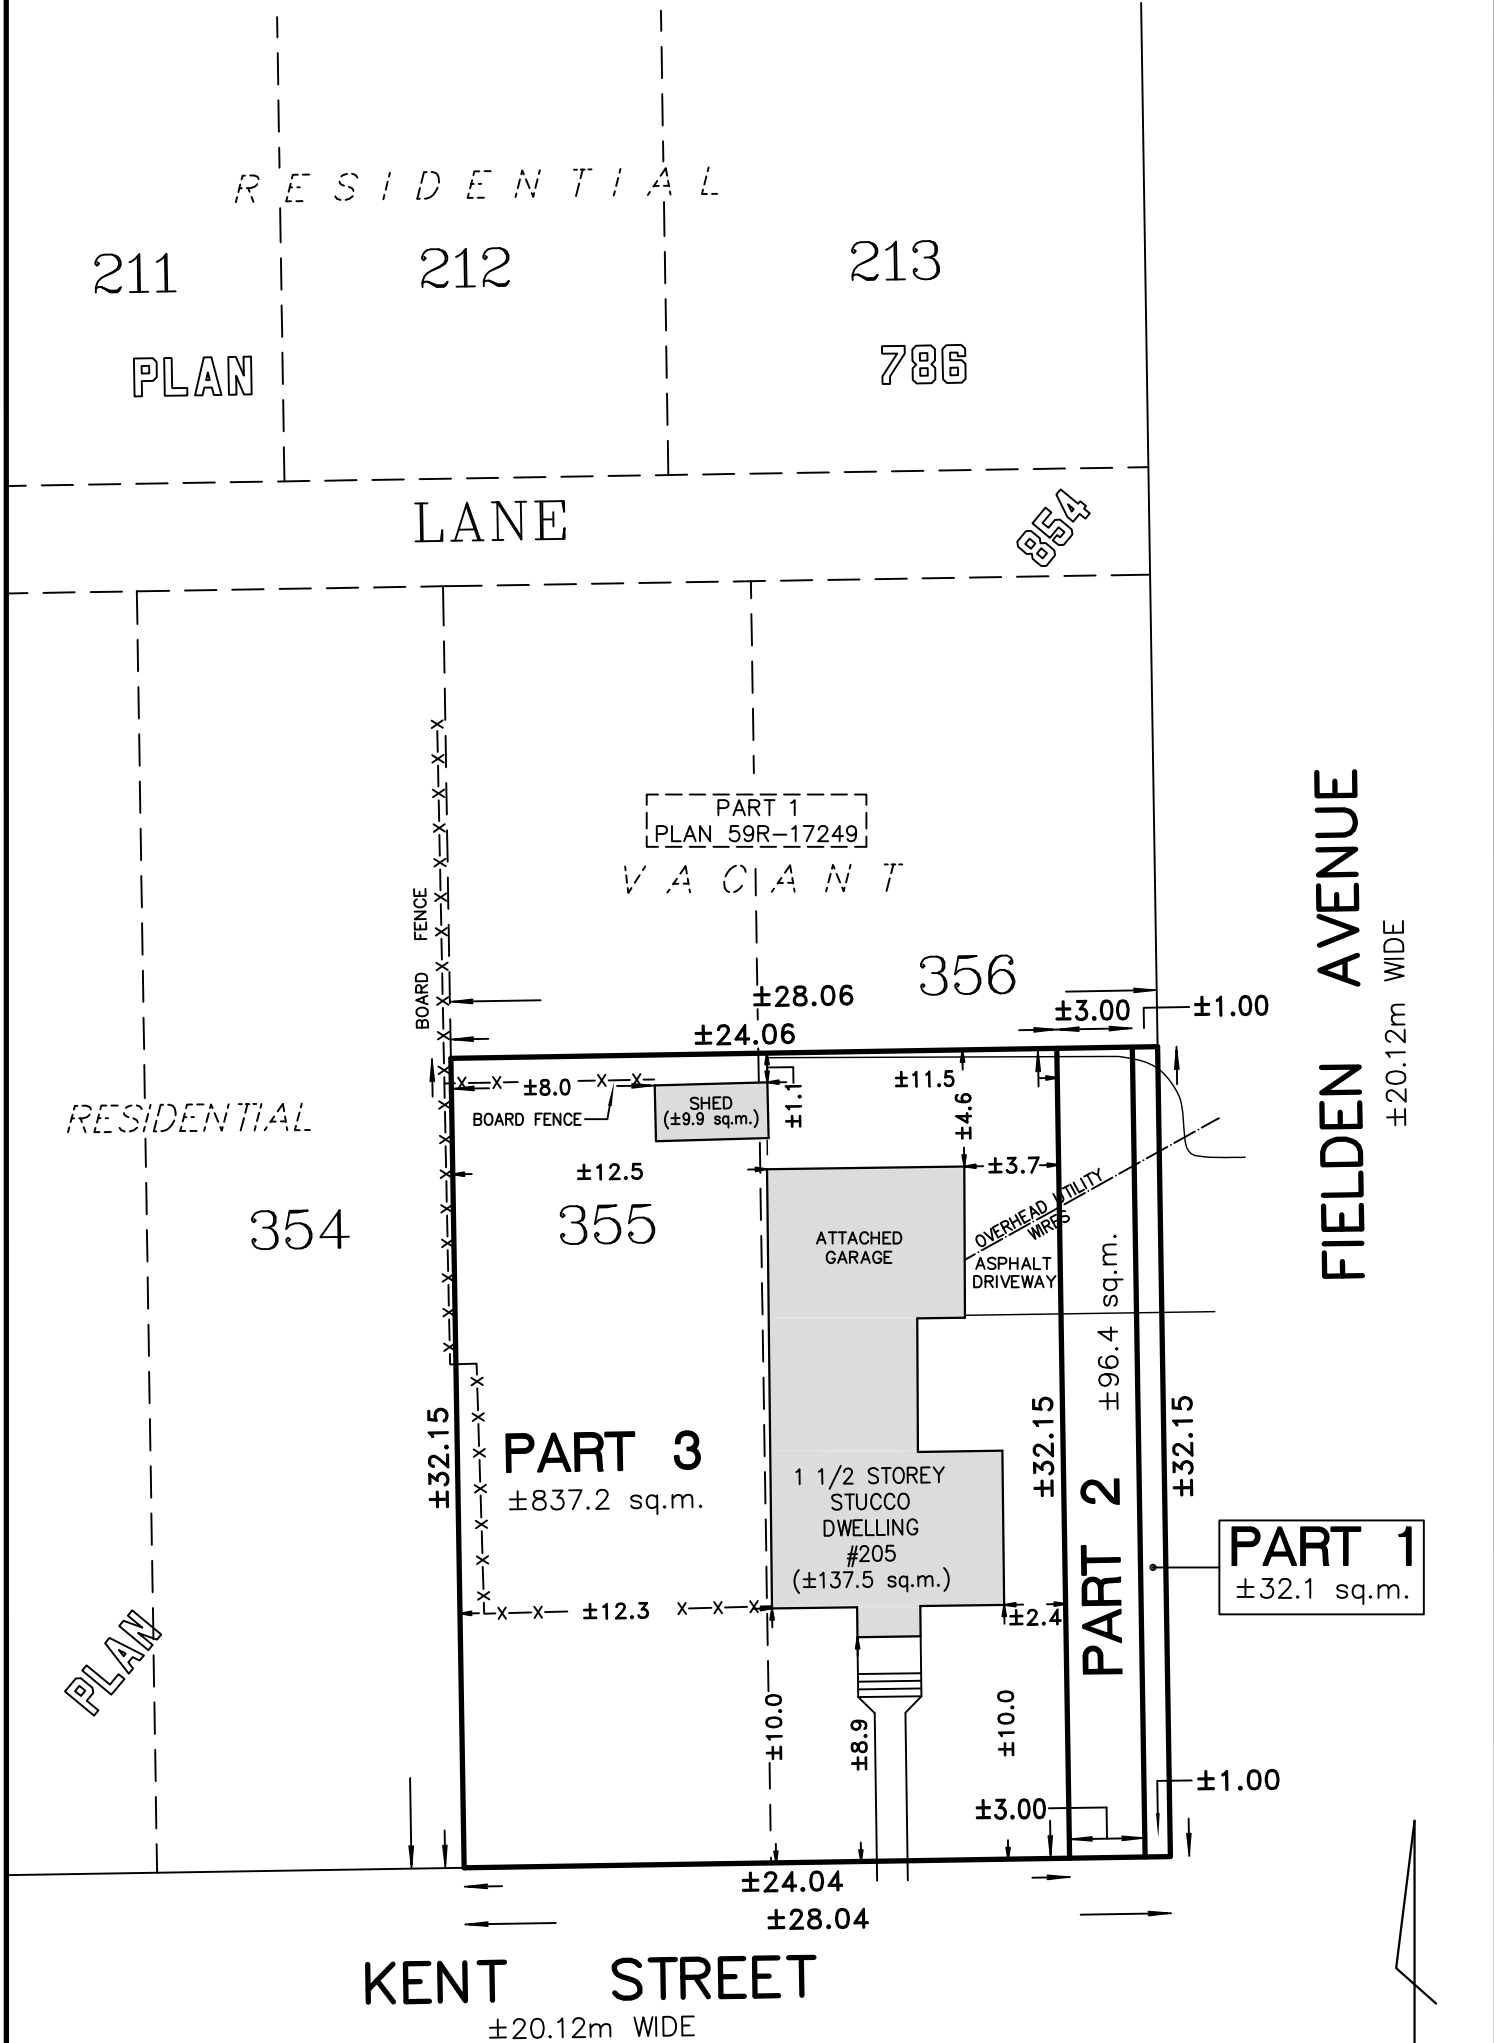 RESIDENTIAL
211
212
213
PLAN
786
LANE
854
PART 1
PLAN 59R-17249
VACANT
BOARD FENCE
356
FIELDEN AVENUE
±20.12m WIDE
±28.06
±3.00
±1.00
±24.06
±8.0
BOARD FENCE
SHED
(±9.9 sq.m.)
±1.1
±11.5
±4.6
RESIDENTIAL
±12.5
±3.7
354
355
OVERHEAD UTILITY
WIRES
ATTACHED
GARAGE
ASPHALT
DRIVEWAY
±96.4 sq.m.
±32.15
PART 3
±837.2 sq.m.
±32.15
±32.15
1 1/2 STOREY
STUCCO
DWELLING
#205
(±137.5 sq.m.)
PART 2
PART 1
±32.1 sq.m.
±12.3
±2.4
PLAN
±10.0
±8.9
±10.0
±1.00
±3.00
±24.04
±28.04
KENT STREET
±20.12m WIDE